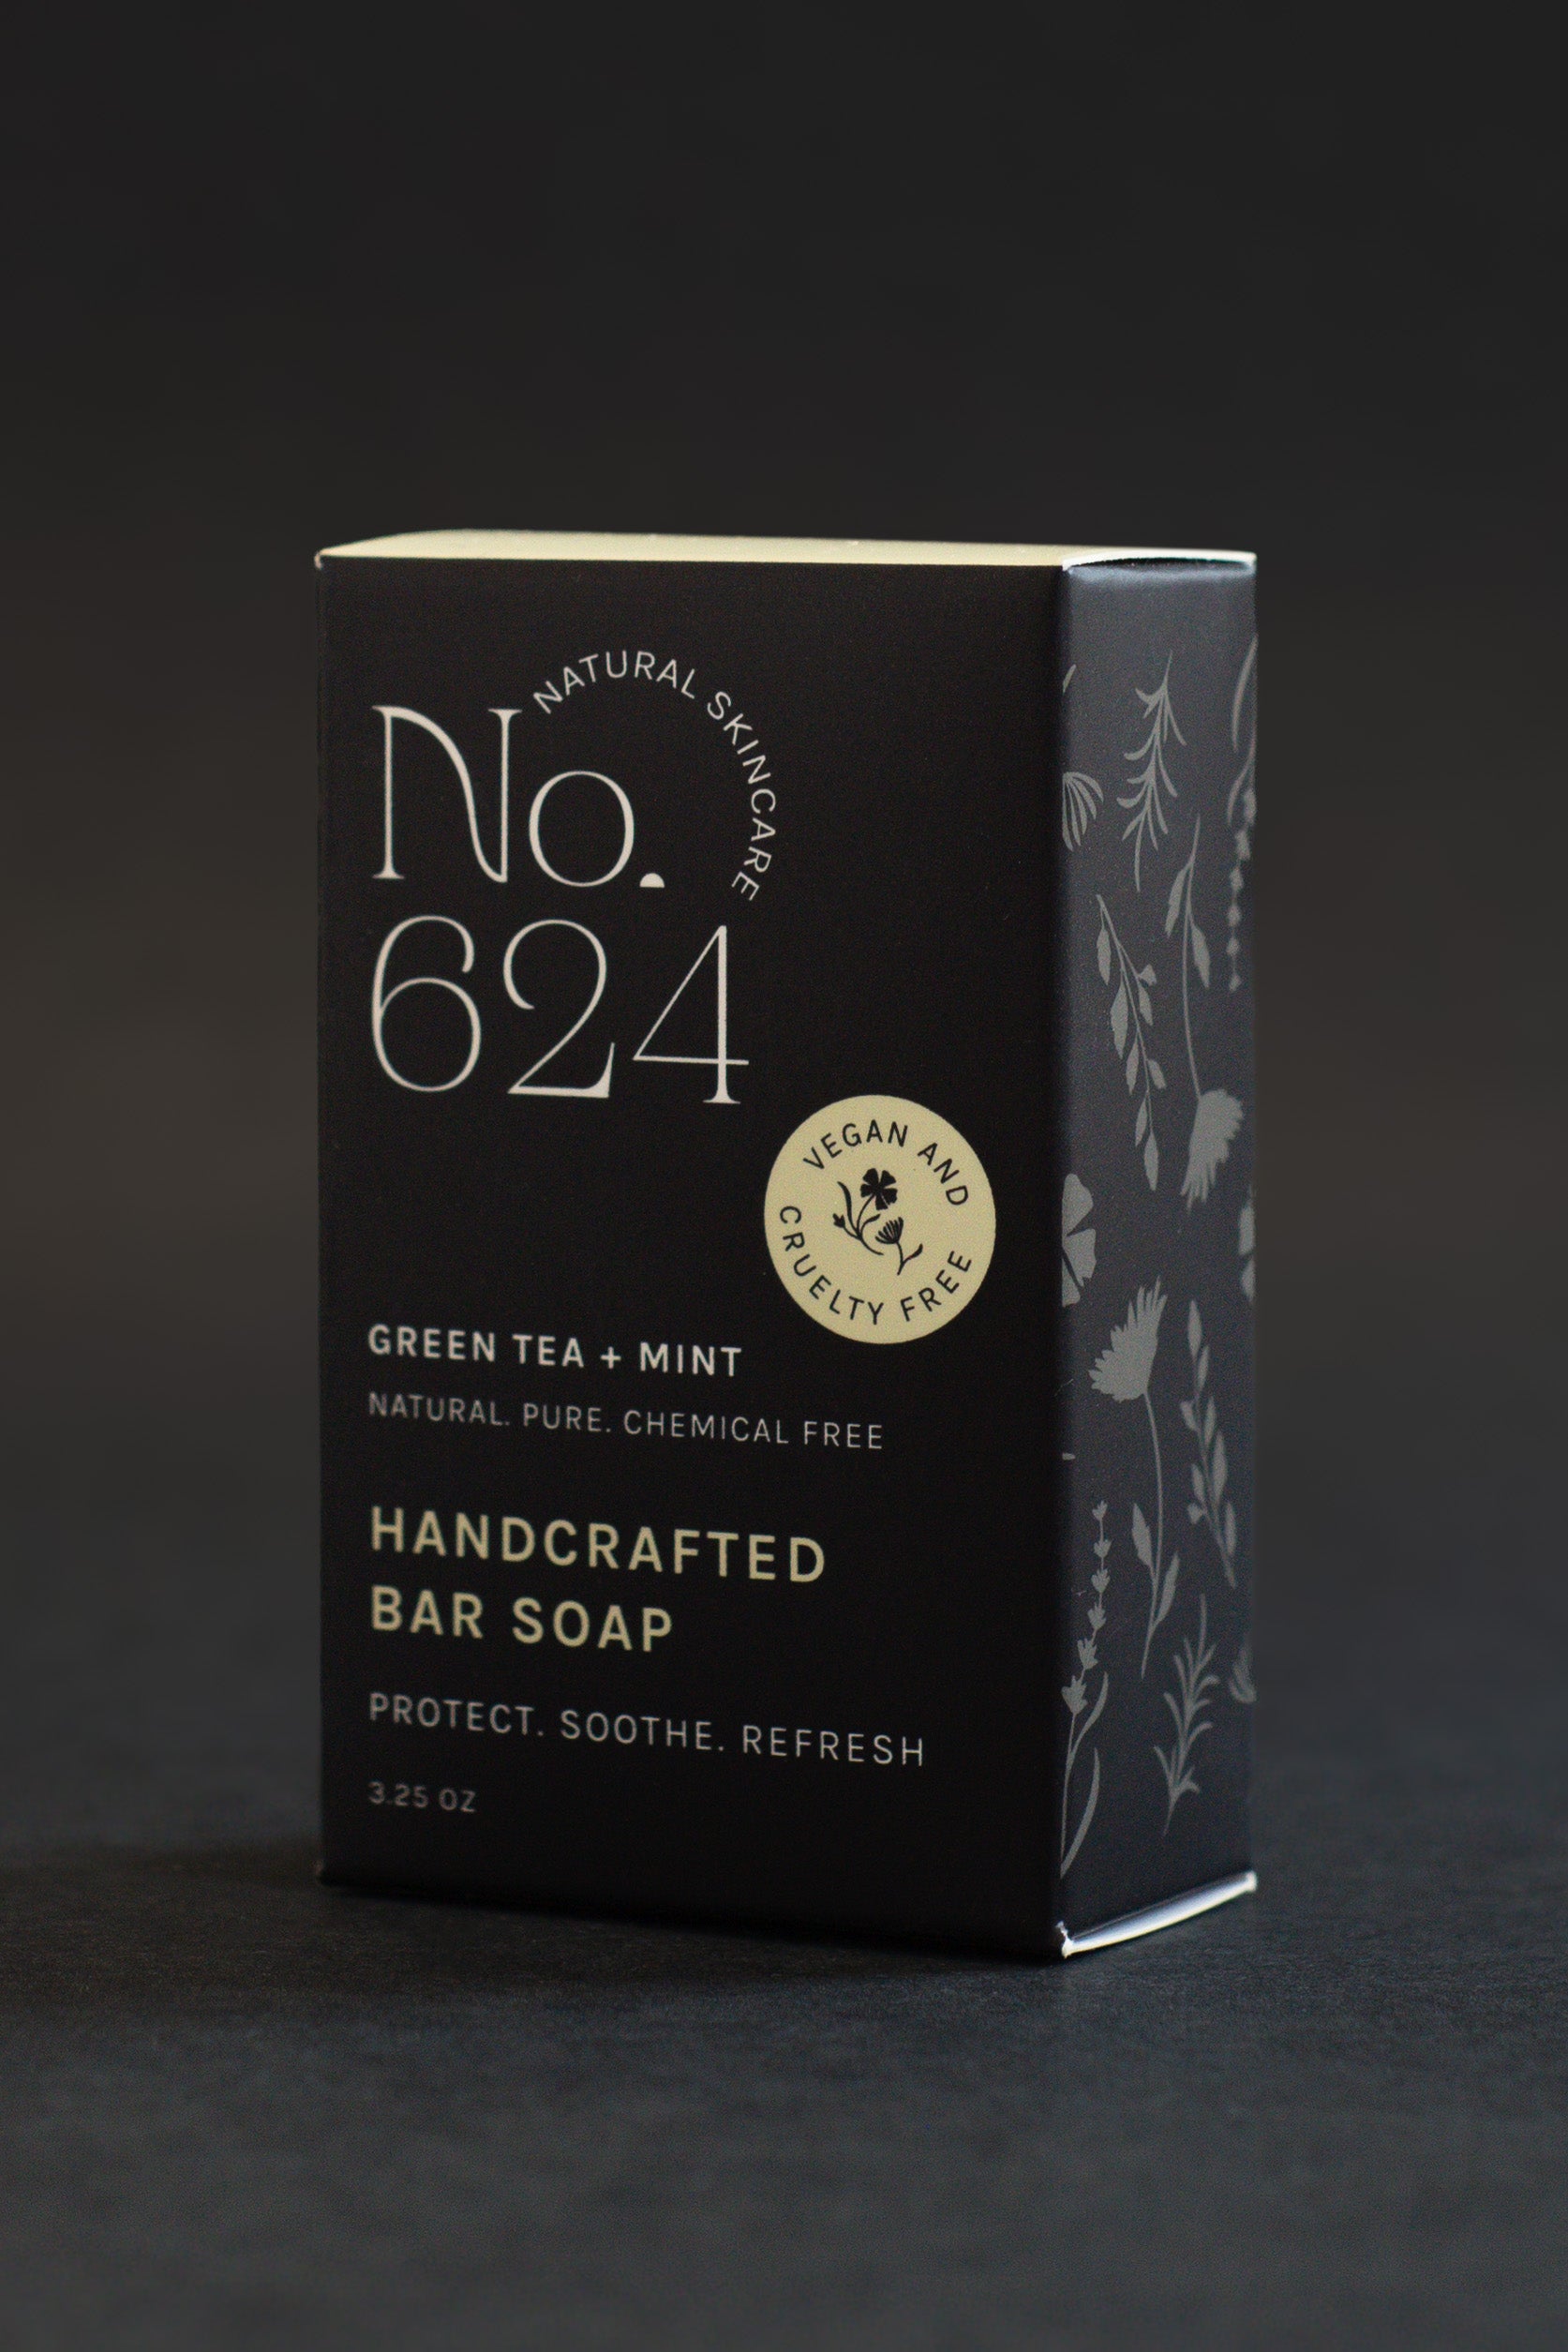 NATURAL SKINCARE
No.
624
VEGAN AND
CRUELTY FREE
GREEN TEA + MINT
NATURAL. PURE. CHEMICAL FREE
HANDCRAFTED
BAR SOAP
PROTECT. SOOTHE. REFRESH
3.25 OZ